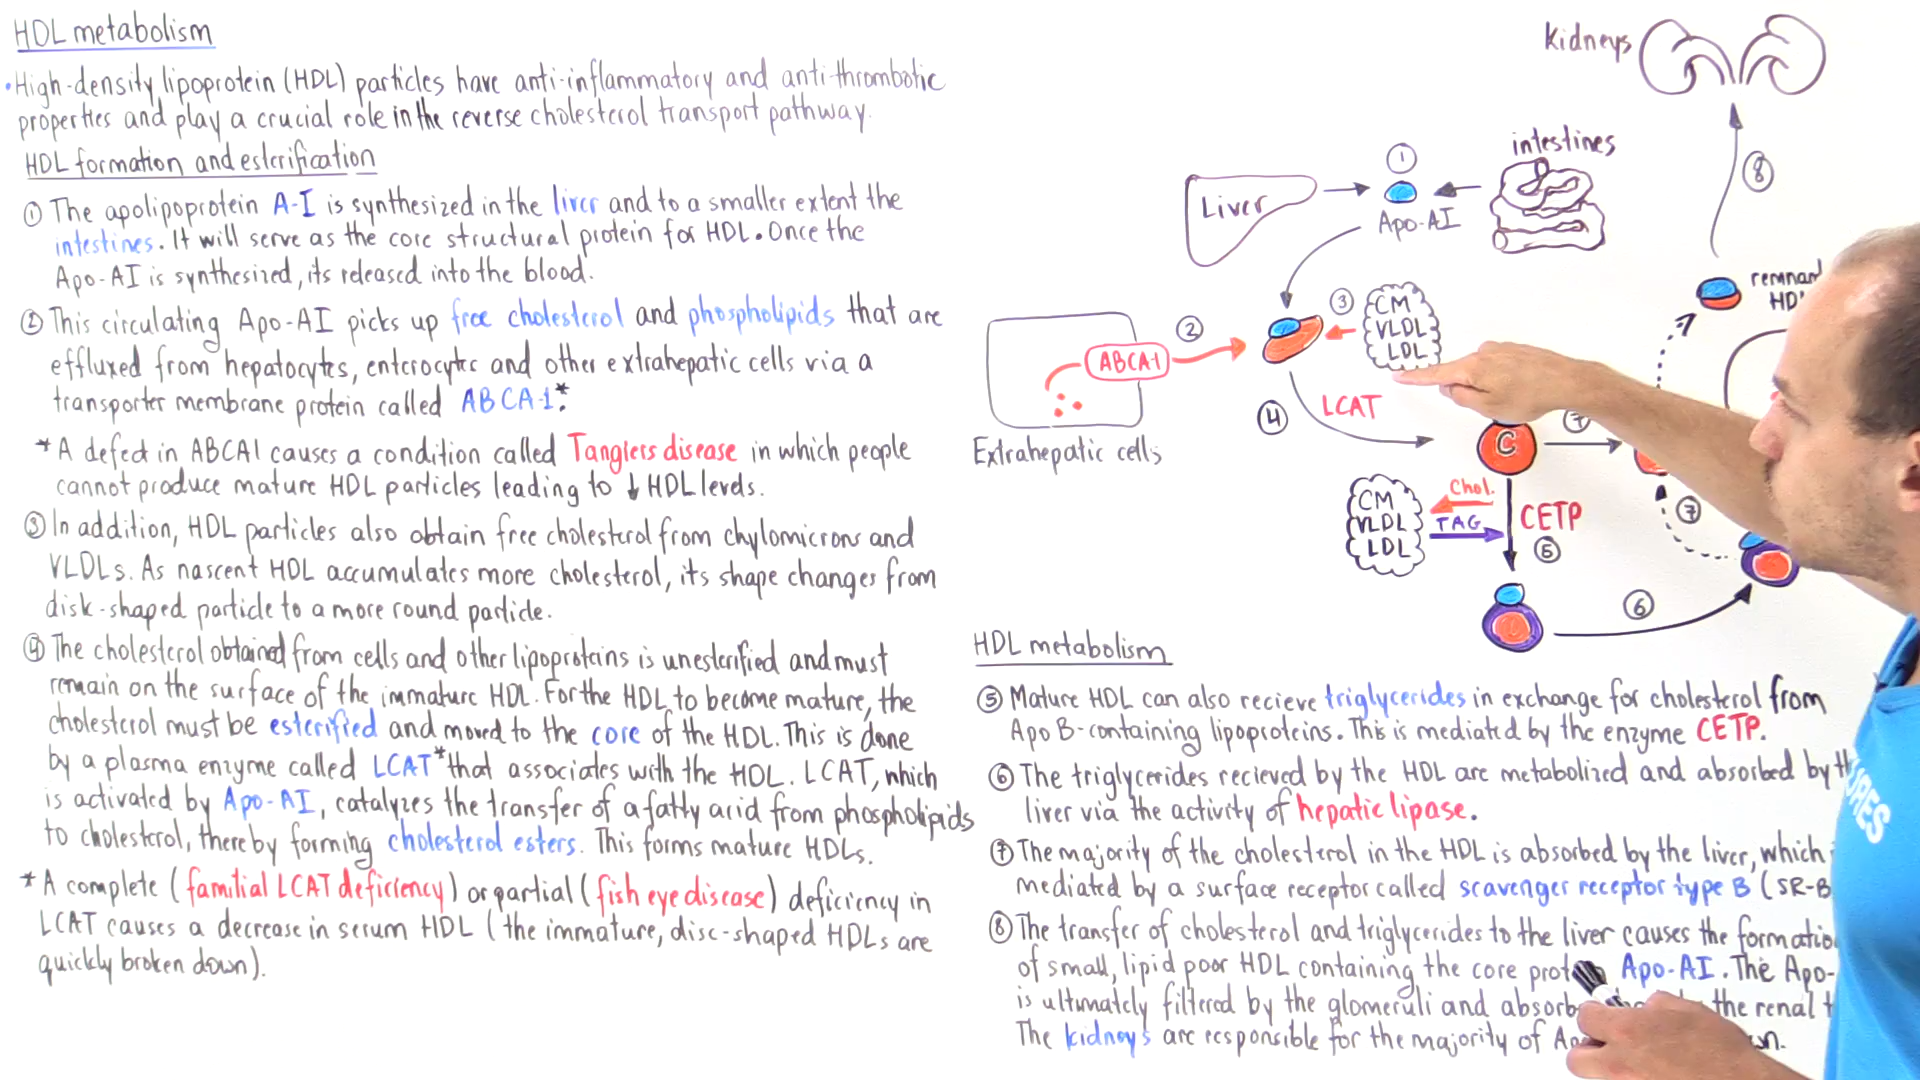 HDL metabolism
• High-density lipoprotein (HDL) particles have anti-inflammatory and anti thrombotic
properties and play a crucial role in the reverse cholesterol transport pathway.
HDL formation and esterification
① The apolipoprotein A-I is synthesized in the liver and to a smaller extent the
intestines. It will serve as the core structural protein for HDL. Once the
Apo-AI is synthesized, its released into the blood.
② This circulating Apo-AI picks up free cholesterol and phospholipids that are
effluxed from hepatocytes, enterocytes and other extrahepatic cells via a
transporter membrane protein called ABCA-1.*
* A defect in ABCA1 causes a condition called Tangiers disease in which people
cannot produce mature HDL particles leading to ↓ HDL levels.
③ In addition, HDL particles also obtain free cholesterol from chylomicrons and
VLDLs. As nascent HDL accumulates more cholesterol, its shape changes from
disk-shaped particle to a more round particle.
④ The cholesterol obtained from cells and other lipoproteins is unesterified and must
remain on the surface of the immature HDL. For the HDL to become mature, the
cholesterol must be esterified and moved to the core of the HDL. This is done
by a plasma enzyme called LCAT* that associates with the HDL. LCAT, which
is activated by Apo-AI, catalyzes the transfer of a fatty acid from phospholipids
to cholesterol, thereby forming cholesterol esters. This forms mature HDLs.
* A complete (familial LCAT deficiency) or partial (fish eye disease) deficiency in
LCAT causes a decrease in serum HDL (the immature, disc-shaped HDLs are
quickly broken down).
Kidneys
⑧
intestines
①
Liver
Apo-AI
remnan
HD
③
CM
VLDL
LDL
②
ABCA-1
④
LCAT
Extrahepatic cells
C
⑦
CM
VLDL
LDL
Chol.
TAG
CETP
⑤
⑦
⑥
HDL metabolism
⑤ Mature HDL can also recieve triglycerides in exchange for cholesterol from
Apo B-containing lipoproteins. This is mediated by the enzyme CETP.
⑥ The triglycerides recieved by the HDL are metabolized and absorbed by th
liver via the activity of hepatic lipase.
⑦ The majority of the cholesterol in the HDL is absorbed by the liver, which
mediated by a surface receptor called scavenger receptor type B (SR-B
⑧ The transfer of cholesterol and triglycerides to the liver causes the formatio
of small, lipid poor HDL containing the core prot Apo-AI. The Apo-
is ultimately filtered by the glomeruli and absorb the renal t
The kidneys are responsible for the majority of Ap wn.
URES